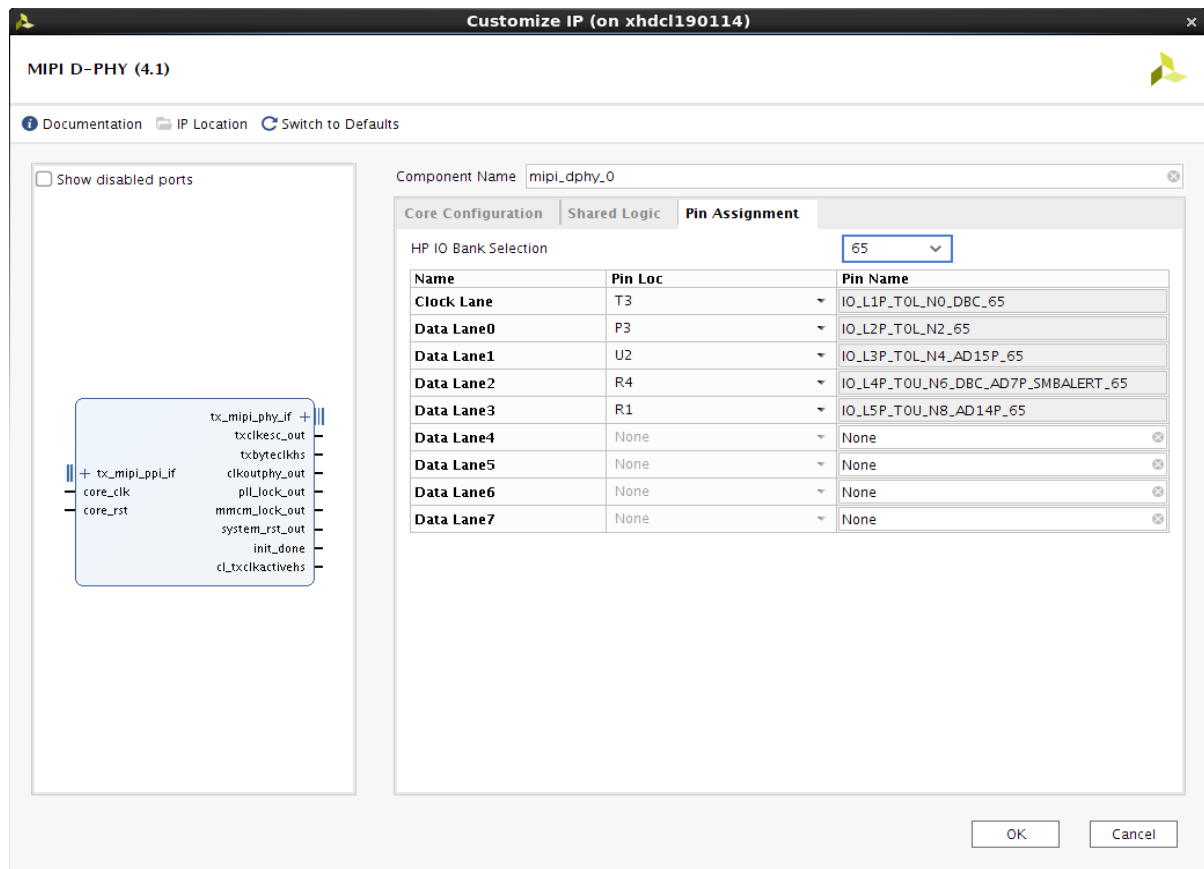 Customize IP (on xhdcl190114)
MIPI D-PHY (4.1)
Documentation IP Location Switch to Defaults
Show disabled ports
Component Name mipi_dphy_0
Core Configuration Shared Logic Pin Assignment
HP IO Bank Selection 65
Name Pin Loc Pin Name
Clock Lane T3 IO_L1P_T0L_N0_DBC_65
Data Lane0 P3 IO_L2P_T0L_N2_65
Data Lane1 U2 IO_L3P_T0L_N4_AD15P_65
Data Lane2 R4 IO_L4P_T0U_N6_DBC_AD7P_SMBALERT_65
Data Lane3 R1 IO_L5P_T0U_N8_AD14P_65
Data Lane4 None None
Data Lane5 None None
Data Lane6 None None
Data Lane7 None None
tx_mipi_phy_if
txclkesc_out
txbyteclkhs
tx_mipi_ppi_if clkoutphy_out
core_clk pll_lock_out
core_rst mmcm_lock_out
system_rst_out
init_done
cl_txclkactivehs
OK Cancel